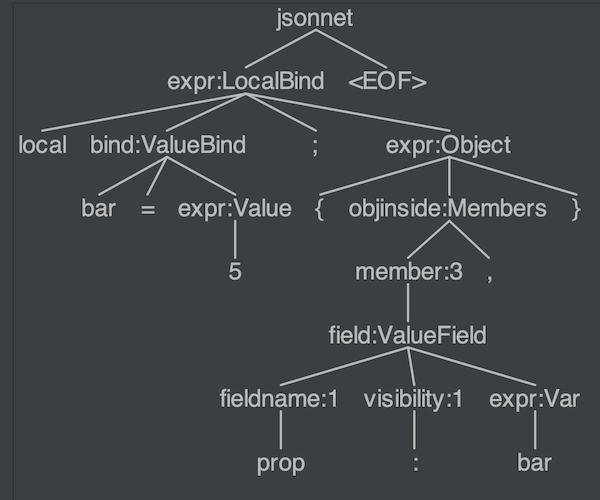 jsonnet
expr:LocalBind <EOF>
local bind:ValueBind ; expr:Object
bar = expr:Value { objinside:Members }
5 member:3 ,
field:ValueField
fieldname:1 visibility:1 expr:Var
prop : bar